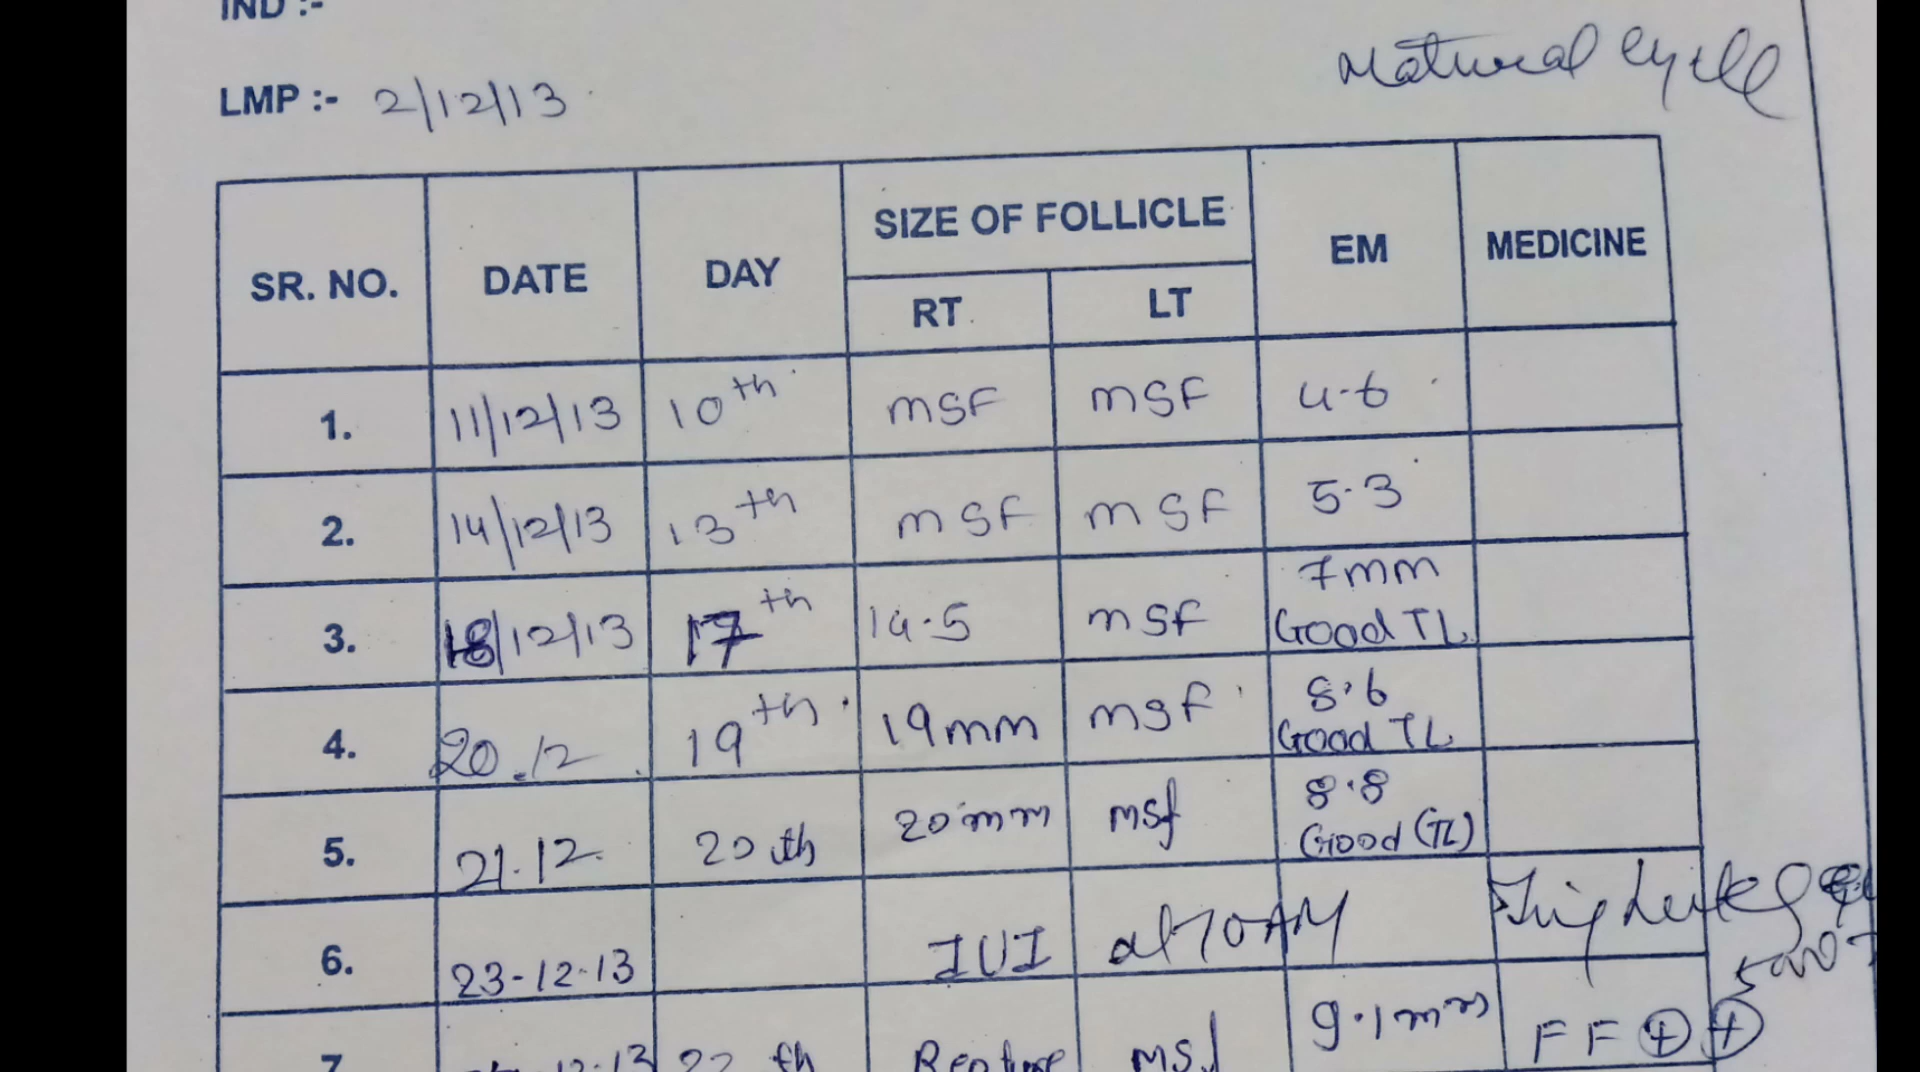 IND :-
Natural Cycle
LMP :- 2/12/13
SR. NO. DATE DAY SIZE OF FOLLICLE EM MEDICINE
RT LT
1. 11/12/13 10th MSF MSF 4.6
2. 14/12/13 13th MSF MSF 5.3
3. 18/12/13 17th 14.5 MSF 7mm Good TL
4. 20.12 19th 19mm msf 8.6 Good TL
5. 21.12 20th 20mm msf 8.8 Good (TL)
6. 23-12-13 IUI at 10AM
5000
7. 12.13 th Rupture msf 9.1mm FF + +